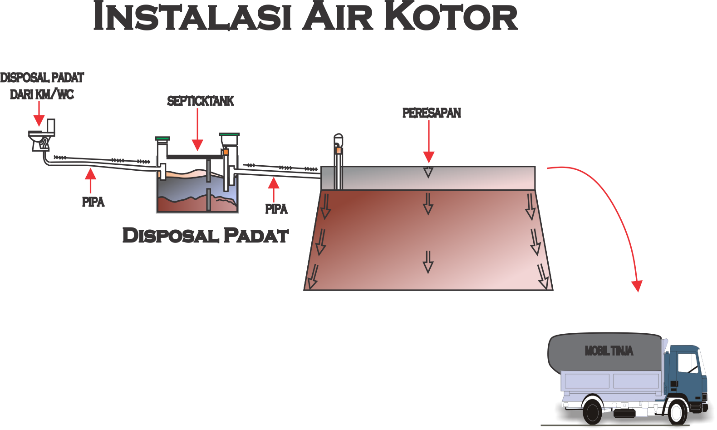 INSTALASI AIR KOTOR
DISPOSAL PADAT
DARI KM/WC
SEPTICKTANK
PERESAPAN
PIPA
PIPA
DISPOSAL PADAT
MOBIL TINJA